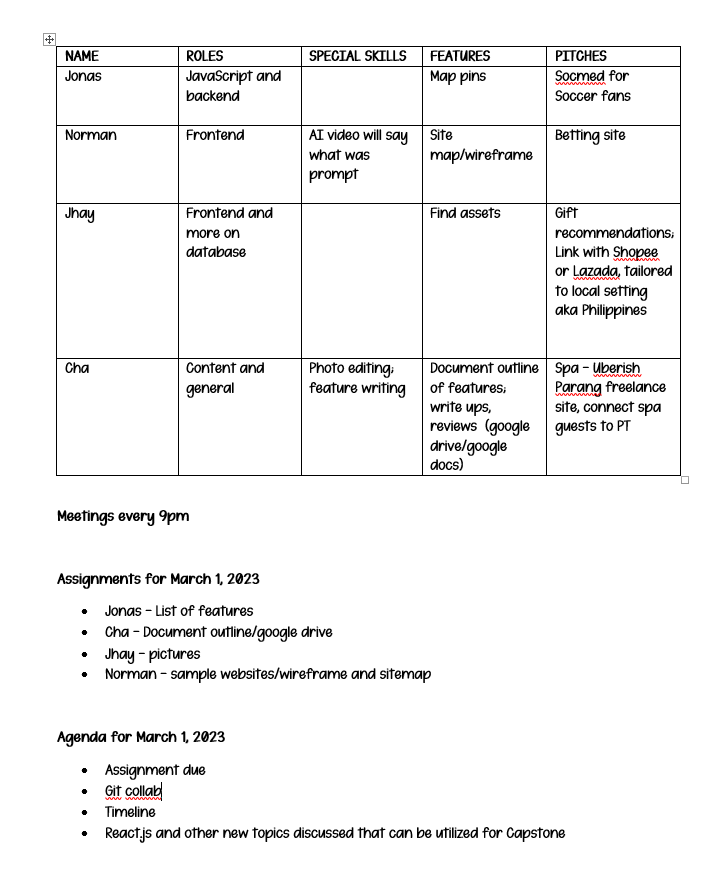 NAME ROLES SPECIAL SKILLS FEATURES PITCHES
Jonas JavaScript and backend Map pins Socmed for Soccer fans
Norman Frontend AI video will say what was prompt Site map/wireframe Betting site
Jhay Frontend and more on database Find assets Gift recommendations; Link with Shopee or Lazada, tailored to local setting aka Philippines
Cha Content and general Photo editing; feature writing Document outline of features; write ups, reviews (google drive/google docs) Spa – Uberish Parang freelance site, connect spa guests to PT
Meetings every 9pm
Assignments for March 1, 2023
• Jonas – List of features
• Cha – Document outline/google drive
• Jhay – pictures
• Norman – sample websites/wireframe and sitemap
Agenda for March 1, 2023
• Assignment due
• Git collab
• Timeline
• React.js and other new topics discussed that can be utilized for Capstone